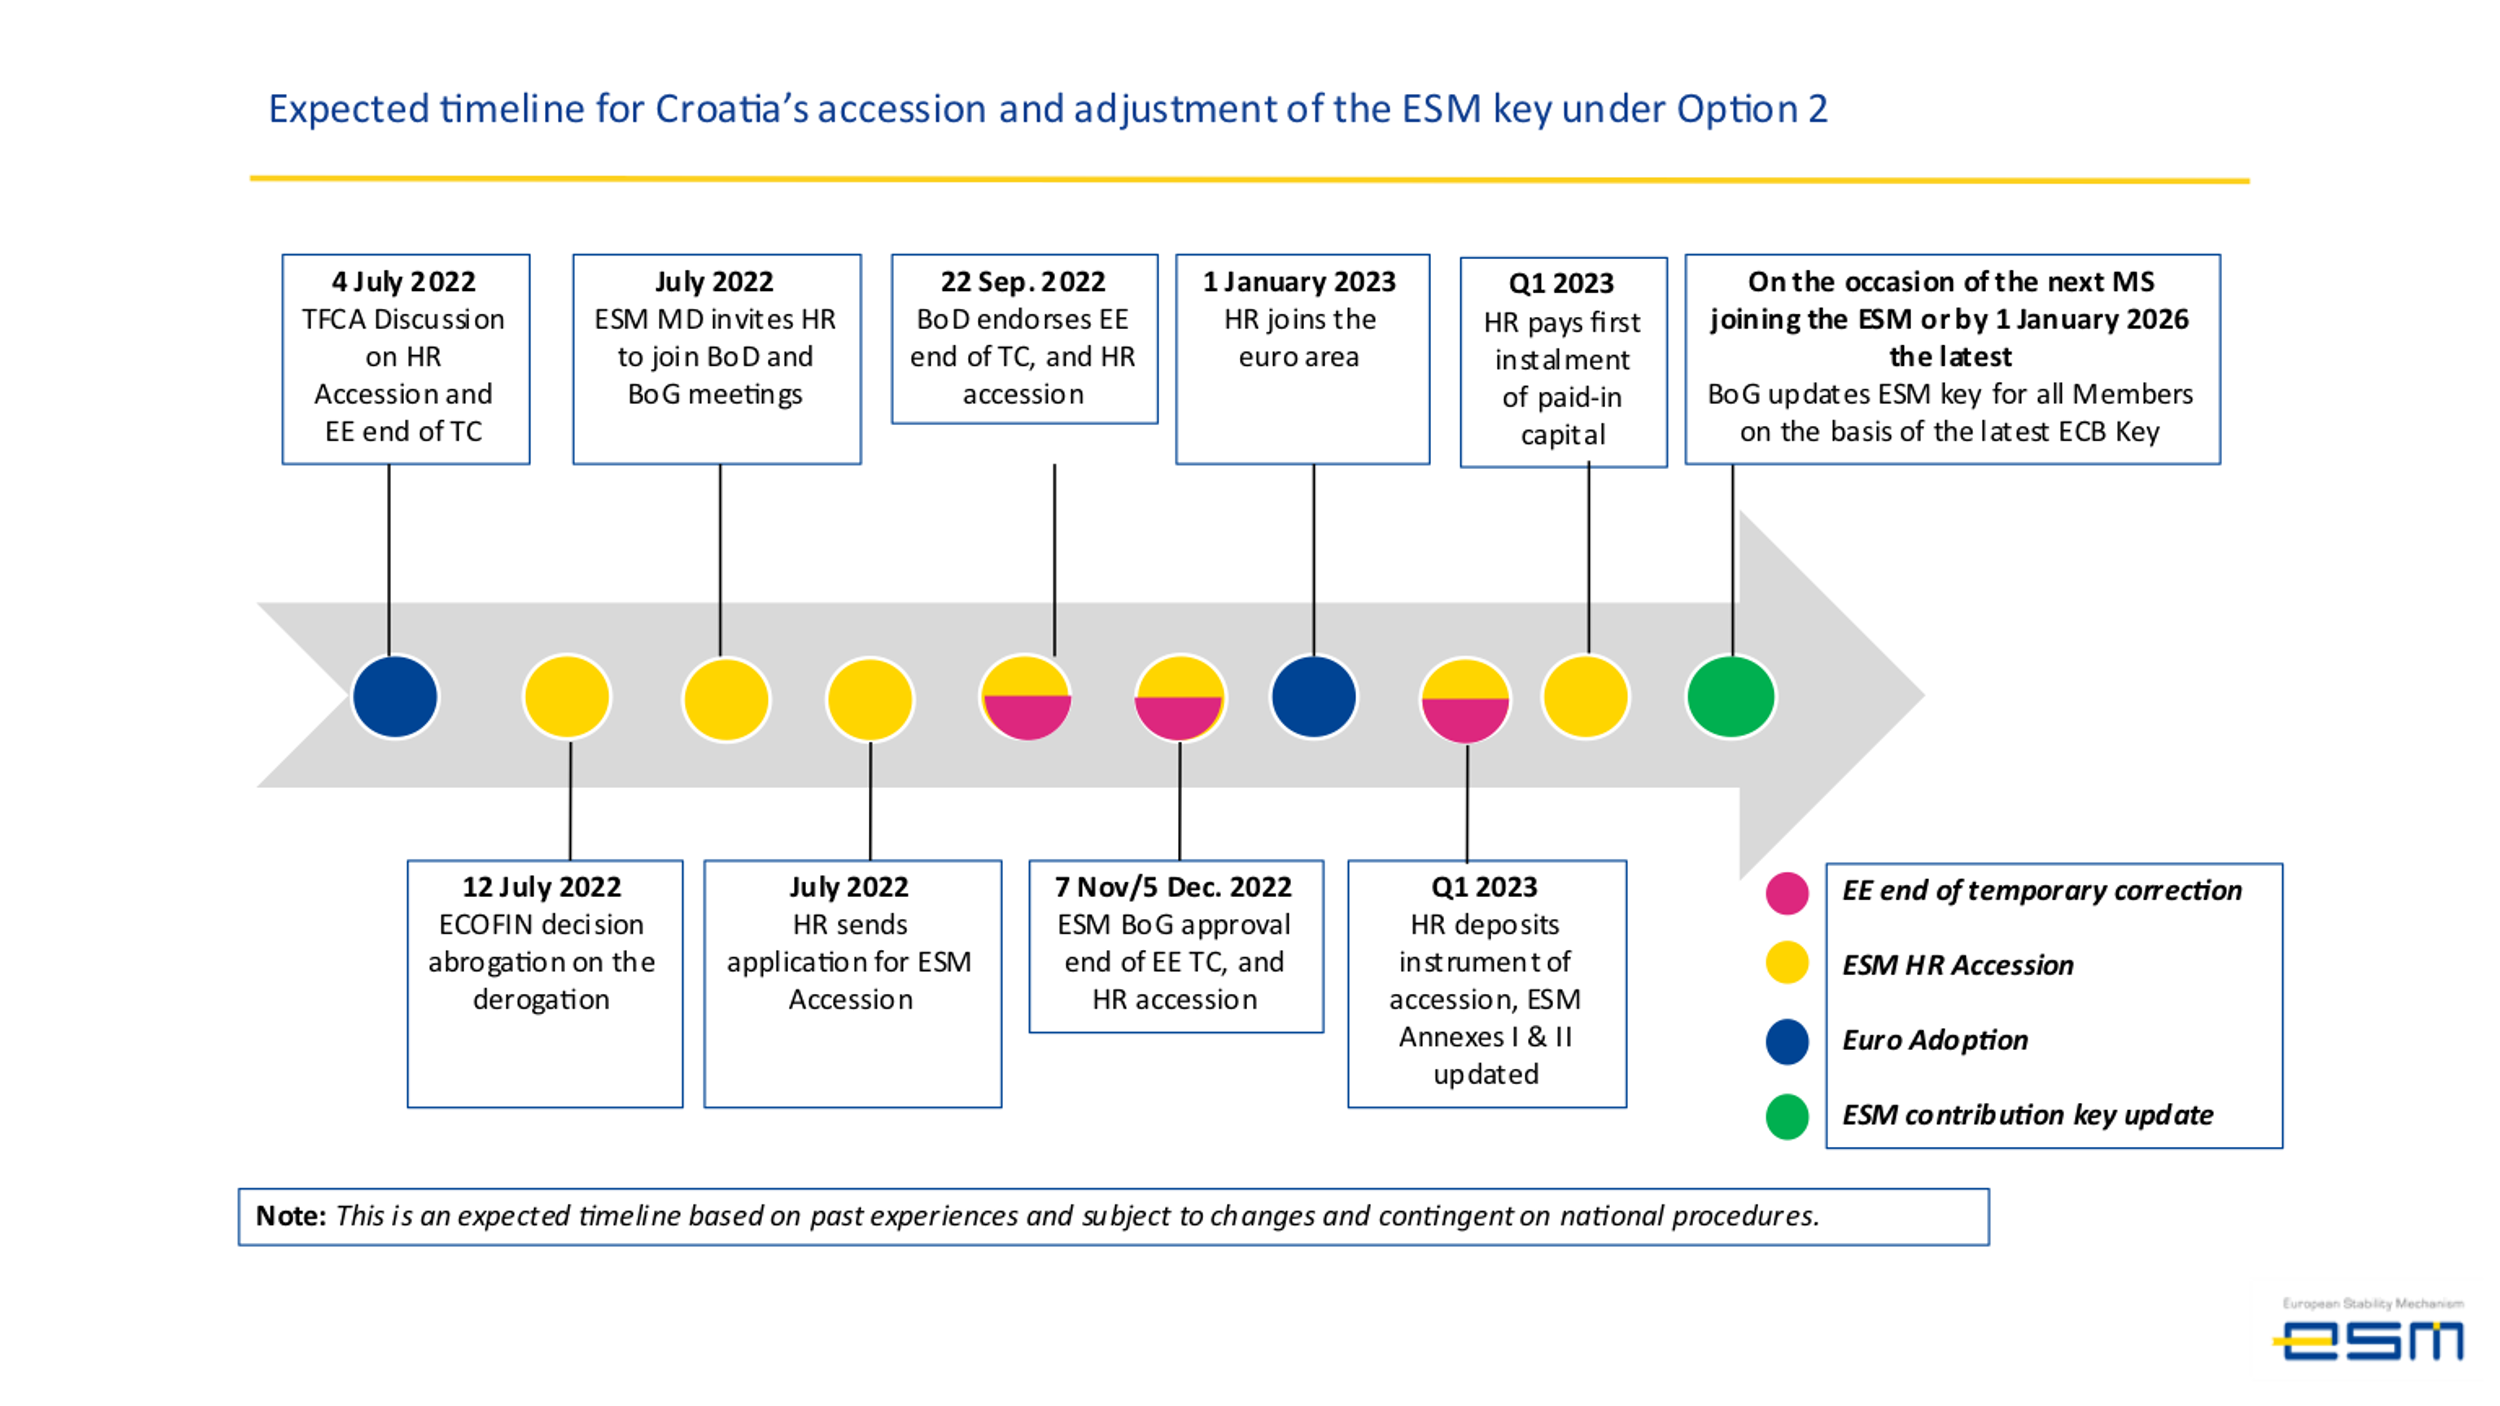 Expected timeline for Croatia’s accession and adjustment of the ESM key under Option 2
4 July 2022
TFCA Discussion
on HR
Accession and
EE end of TC
July 2022
ESM MD invites HR
to join BoD and
BoG meetings
22 Sep. 2022
BoD endorses EE
end of TC, and HR
accession
1 January 2023
HR joins the
euro area
Q1 2023
HR pays first
instalment
of paid-in
capital
On the occasion of the next MS
joining the ESM or by 1 January 2026
the latest
BoG updates ESM key for all Members
on the basis of the latest ECB Key
12 July 2022
ECOFIN decision
abrogation on the
derogation
July 2022
HR sends
application for ESM
Accession
7 Nov/5 Dec. 2022
ESM BoG approval
end of EE TC, and
HR accession
Q1 2023
HR deposits
instrument of
accession, ESM
Annexes I & II
updated
EE end of temporary correction
ESM HR Accession
Euro Adoption
ESM contribution key update
Note: This is an expected timeline based on past experiences and subject to changes and contingent on national procedures.
European Stability Mechanism
esm